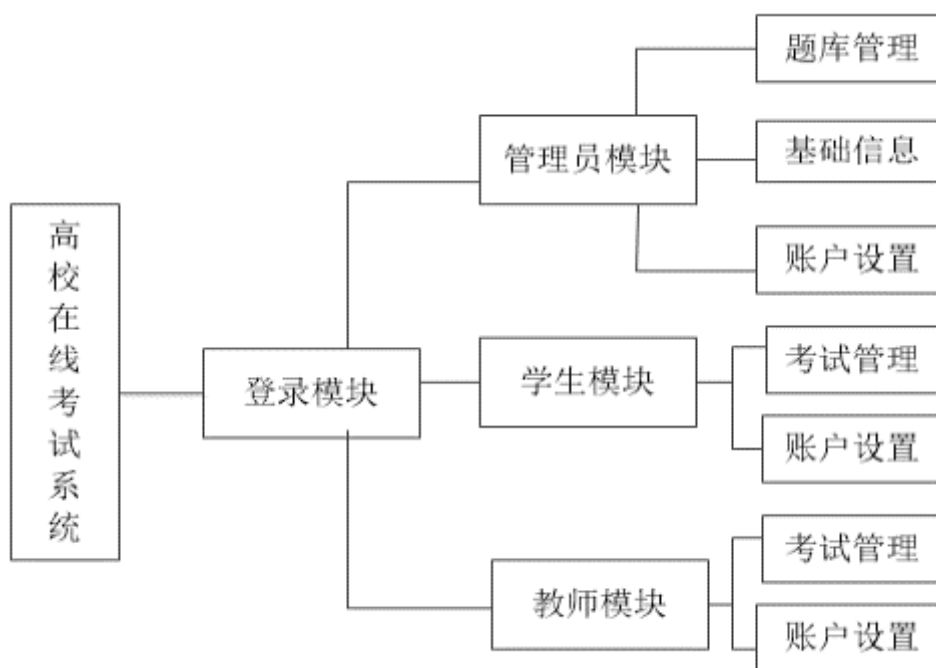 高校在线考试系统
登录模块
管理员模块
题库管理
基础信息
账户设置
学生模块
考试管理
账户设置
教师模块
考试管理
账户设置